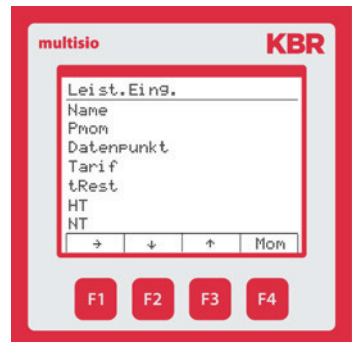 multisio KBR
Leist.Eing.
Name
Pmom
Datenpunkt
Tarif
tRest
HT
NT
→ ↓ ↑ Mom
F1 F2 F3 F4